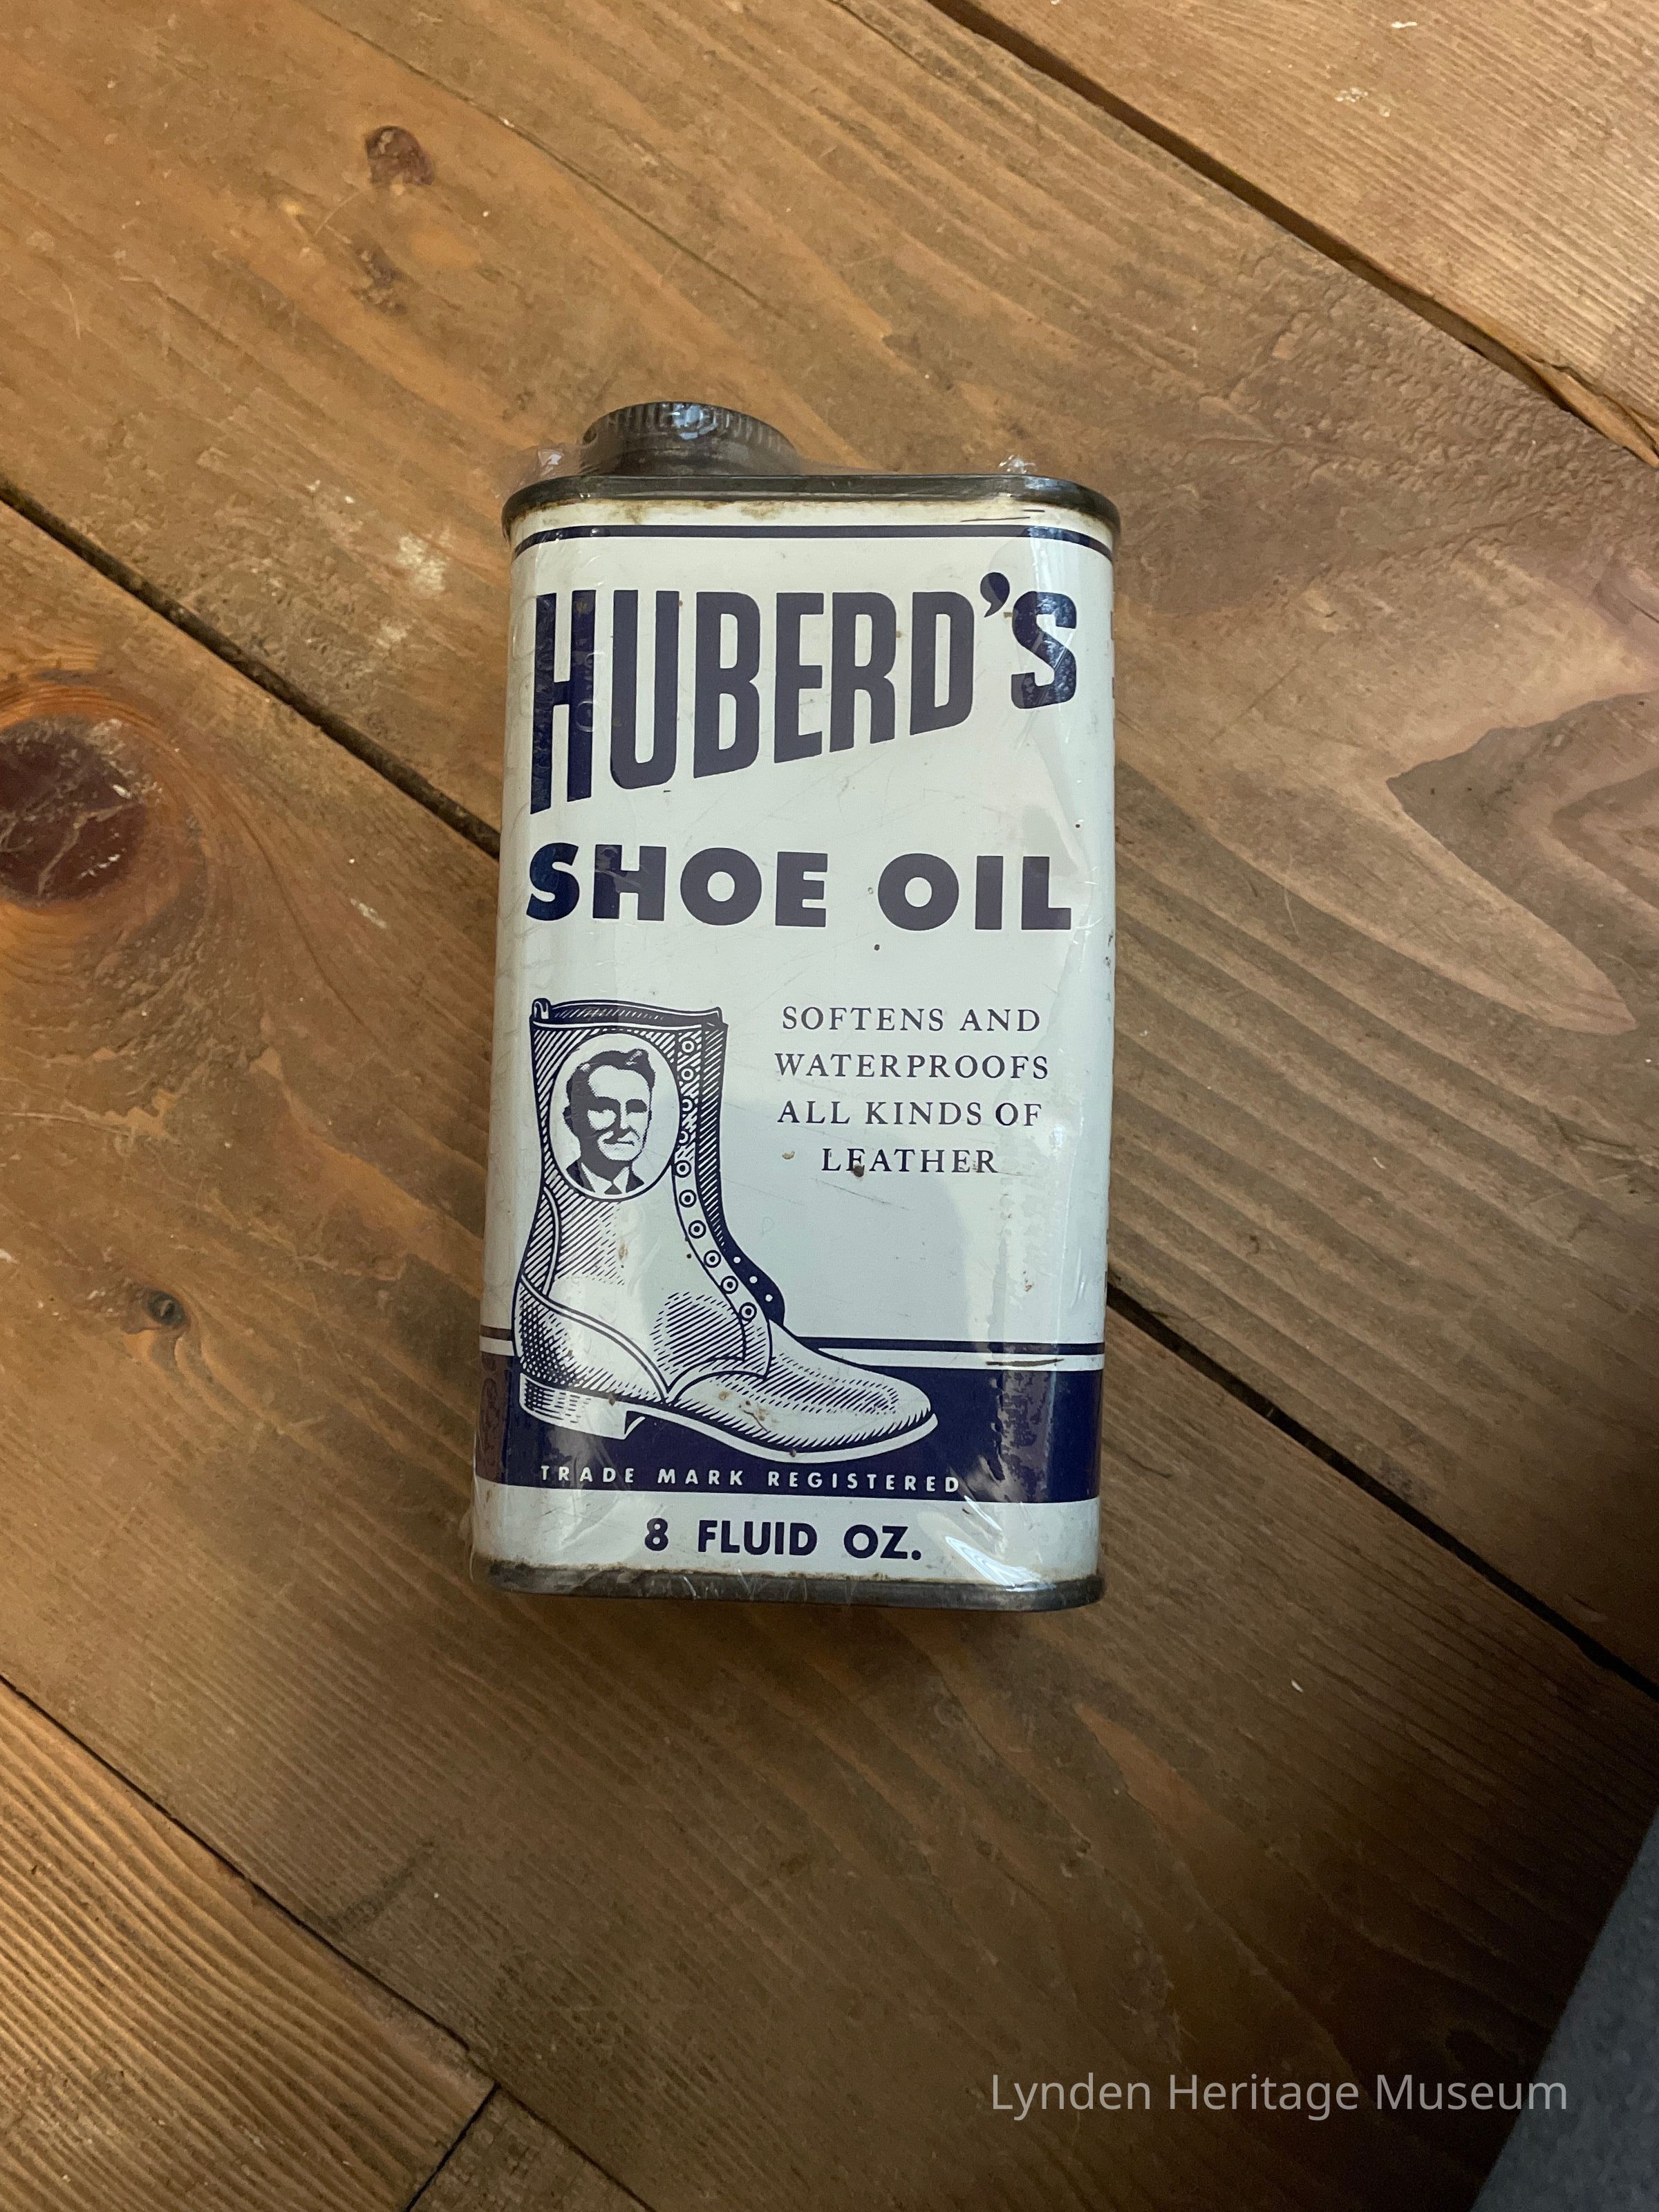 HUBERD'S
SHOE OIL
SOFTENS AND
WATERPROOFS
ALL KINDS OF
LEATHER
TRADE MARK REGISTERED
8 FLUID OZ.
Lynden Heritage Museum